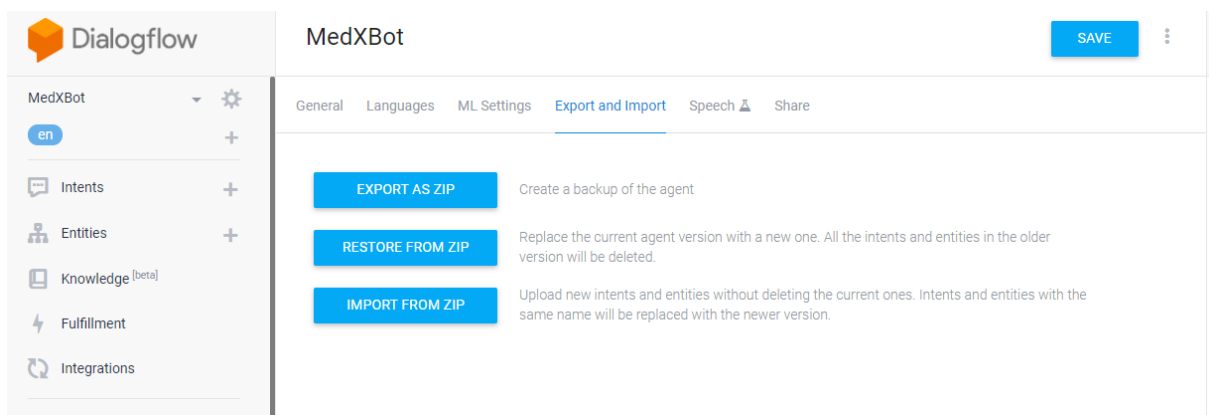 Dialogflow
MedXBot
SAVE
MedXBot
en
General Languages ML Settings Export and Import Speech Share
Intents
Entities
Knowledge [beta]
Fulfillment
Integrations
EXPORT AS ZIP
Create a backup of the agent
RESTORE FROM ZIP
Replace the current agent version with a new one. All the intents and entities in the older
version will be deleted.
IMPORT FROM ZIP
Upload new intents and entities without deleting the current ones. Intents and entities with the
same name will be replaced with the newer version.